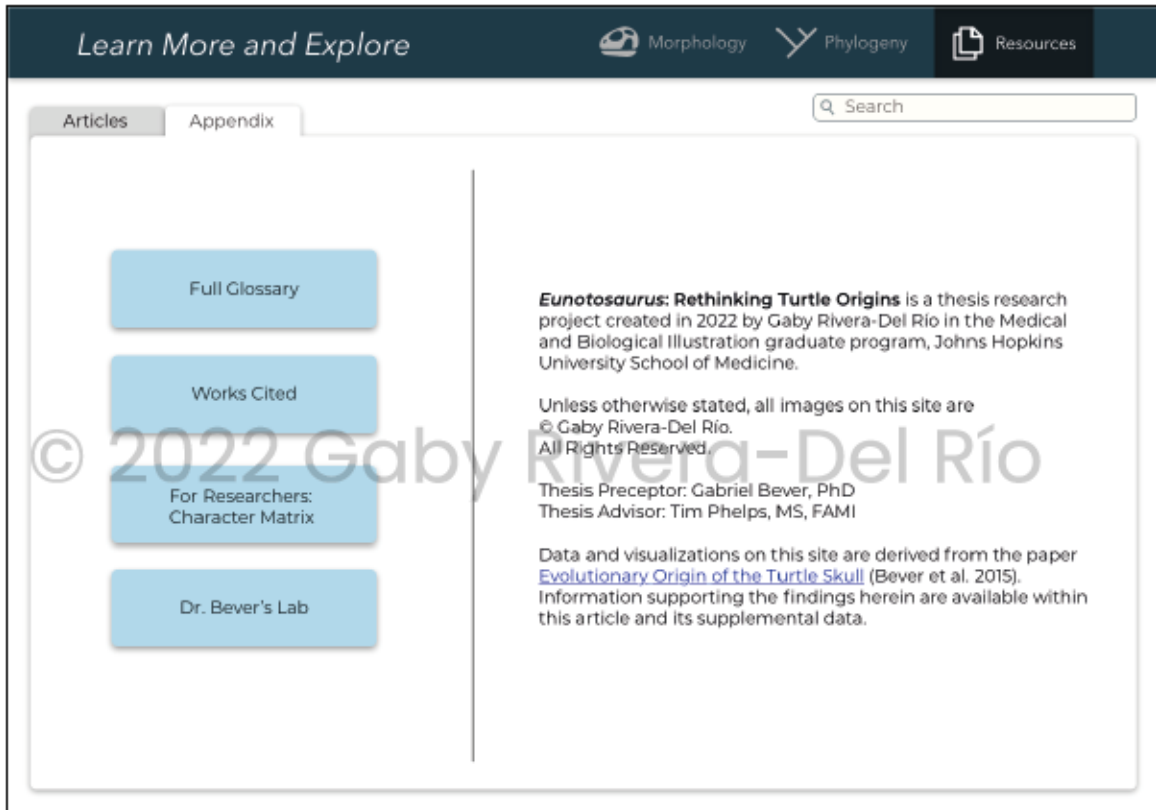 Learn More and Explore
Morphology
Phylogeny
Resources
Articles
Appendix
Search
Full Glossary
Works Cited
For Researchers:
Character Matrix
Dr. Bever's Lab
Eunotosaurus: Rethinking Turtle Origins is a thesis research
project created in 2022 by Gaby Rivera-Del Río in the Medical
and Biological Illustration graduate program, Johns Hopkins
University School of Medicine.
Unless otherwise stated, all images on this site are
© Gaby Rivera-Del Río.
All Rights Reserved.
Thesis Preceptor: Gabriel Bever, PhD
Thesis Advisor: Tim Phelps, MS, FAMI
Data and visualizations on this site are derived from the paper
Evolutionary Origin of the Turtle Skull (Bever et al. 2015).
Information supporting the findings herein are available within
this article and its supplemental data.
© 2022 Gaby Rivera-Del Río